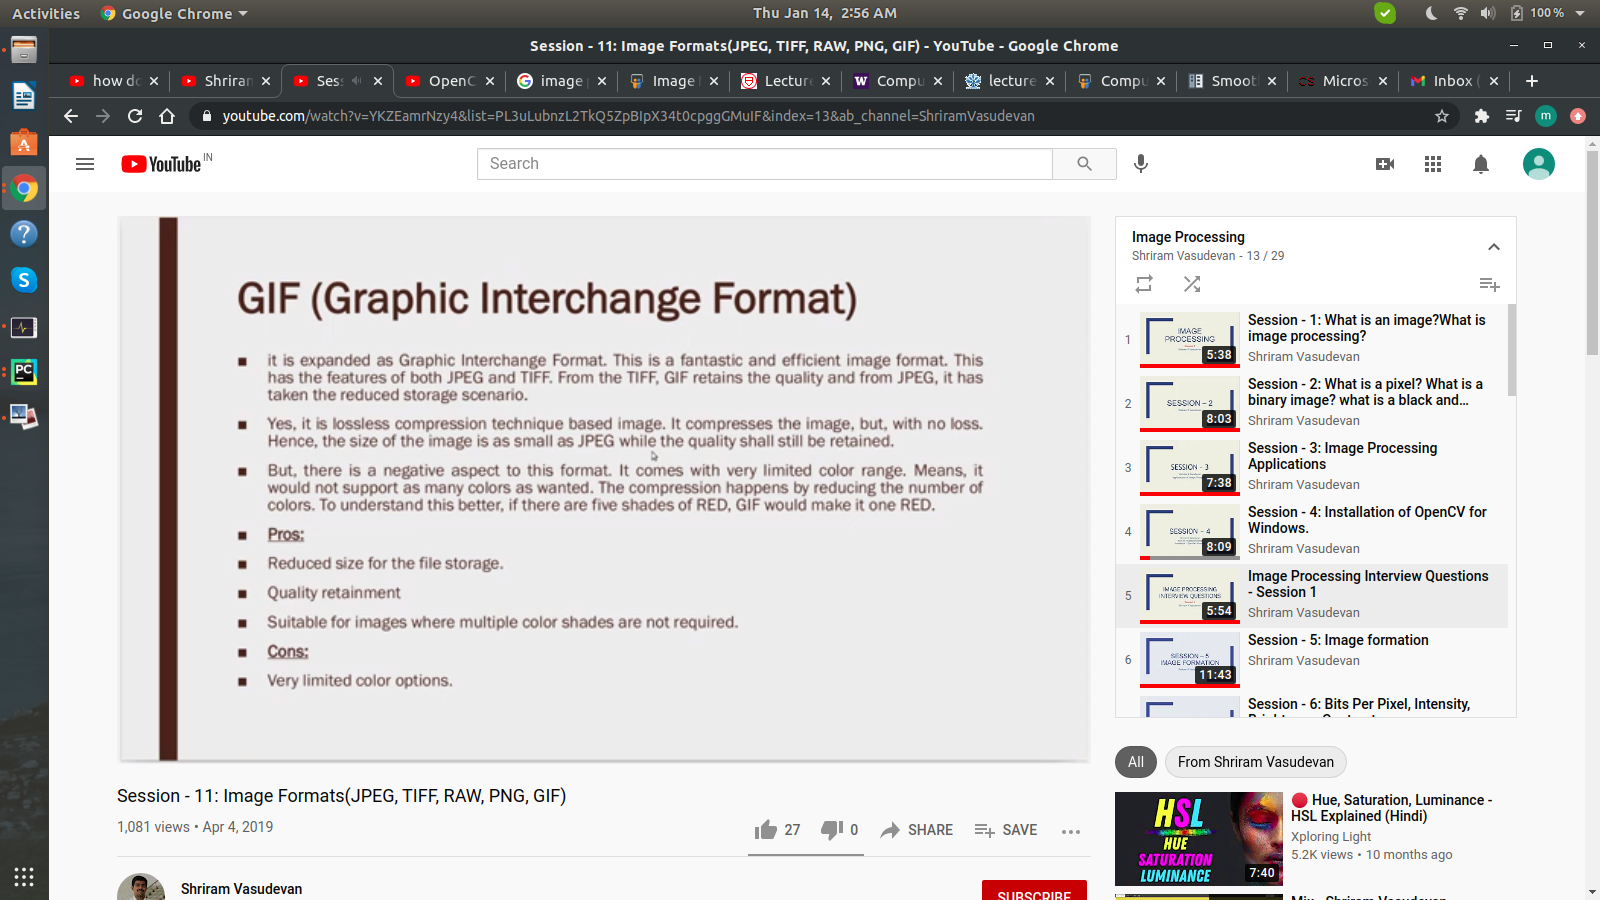 Activities
Google Chrome
Thu Jan 14, 2:56 AM
100 %
Session - 11: Image Formats(JPEG, TIFF, RAW, PNG, GIF) - YouTube - Google Chrome
how do
Shriran
Ses
OpenC
image
Image
Lecture
Compu
lecture
Compu
Smoot
Micros
Inbox (
youtube.com/watch?v=YKZEamrNzy4&list=PL3uLubnzL2TkQ5ZpBIpX34t0cpggGMuIF&index=13&ab_channel=ShriramVasudevan
m
YouTube IN
Search
GIF (Graphic Interchange Format)
it is expanded as Graphic Interchange Format. This is a fantastic and efficient image format. This
has the features of both JPEG and TIFF. From the TIFF, GIF retains the quality and from JPEG, it has
taken the reduced storage scenario.
Yes, it is lossless compression technique based image. It compresses the image, but, with no loss.
Hence, the size of the image is as small as JPEG while the quality shall still be retained.
But, there is a negative aspect to this format. It comes with very limited color range. Means, it
would not support as many colors as wanted. The compression happens by reducing the number of
colors. To understand this better, if there are five shades of RED, GIF would make it one RED.
Pros:
Reduced size for the file storage.
Quality retainment
Suitable for images where multiple color shades are not required.
Cons:
Very limited color options.
Session - 11: Image Formats(JPEG, TIFF, RAW, PNG, GIF)
1,081 views • Apr 4, 2019
27
0
SHARE
SAVE
Shriram Vasudevan
SUBSCRIBE
Image Processing
Shriram Vasudevan - 13 / 29
1
IMAGE
PROCESSING
5:38
Session - 1: What is an image?What is
image processing?
Shriram Vasudevan
2
SESSION – 2
8:03
Session - 2: What is a pixel? What is a
binary image? what is a black and...
Shriram Vasudevan
3
SESSION - 3
7:38
Session - 3: Image Processing
Applications
Shriram Vasudevan
4
SESSION - 4
8:09
Session - 4: Installation of OpenCV for
Windows.
Shriram Vasudevan
5
IMAGE PROCESSING
INTERVIEW QUESTIONS
5:54
Image Processing Interview Questions
- Session 1
Shriram Vasudevan
6
SESSION – 5
IMAGE FORMATION
11:43
Session - 5: Image formation
Shriram Vasudevan
Session - 6: Bits Per Pixel, Intensity,
All
From Shriram Vasudevan
HSL
HUE
SATURATION
LUMINANCE
7:40
Hue, Saturation, Luminance -
HSL Explained (Hindi)
Xploring Light
5.2K views • 10 months ago
Mix - Shriram Vasudevan